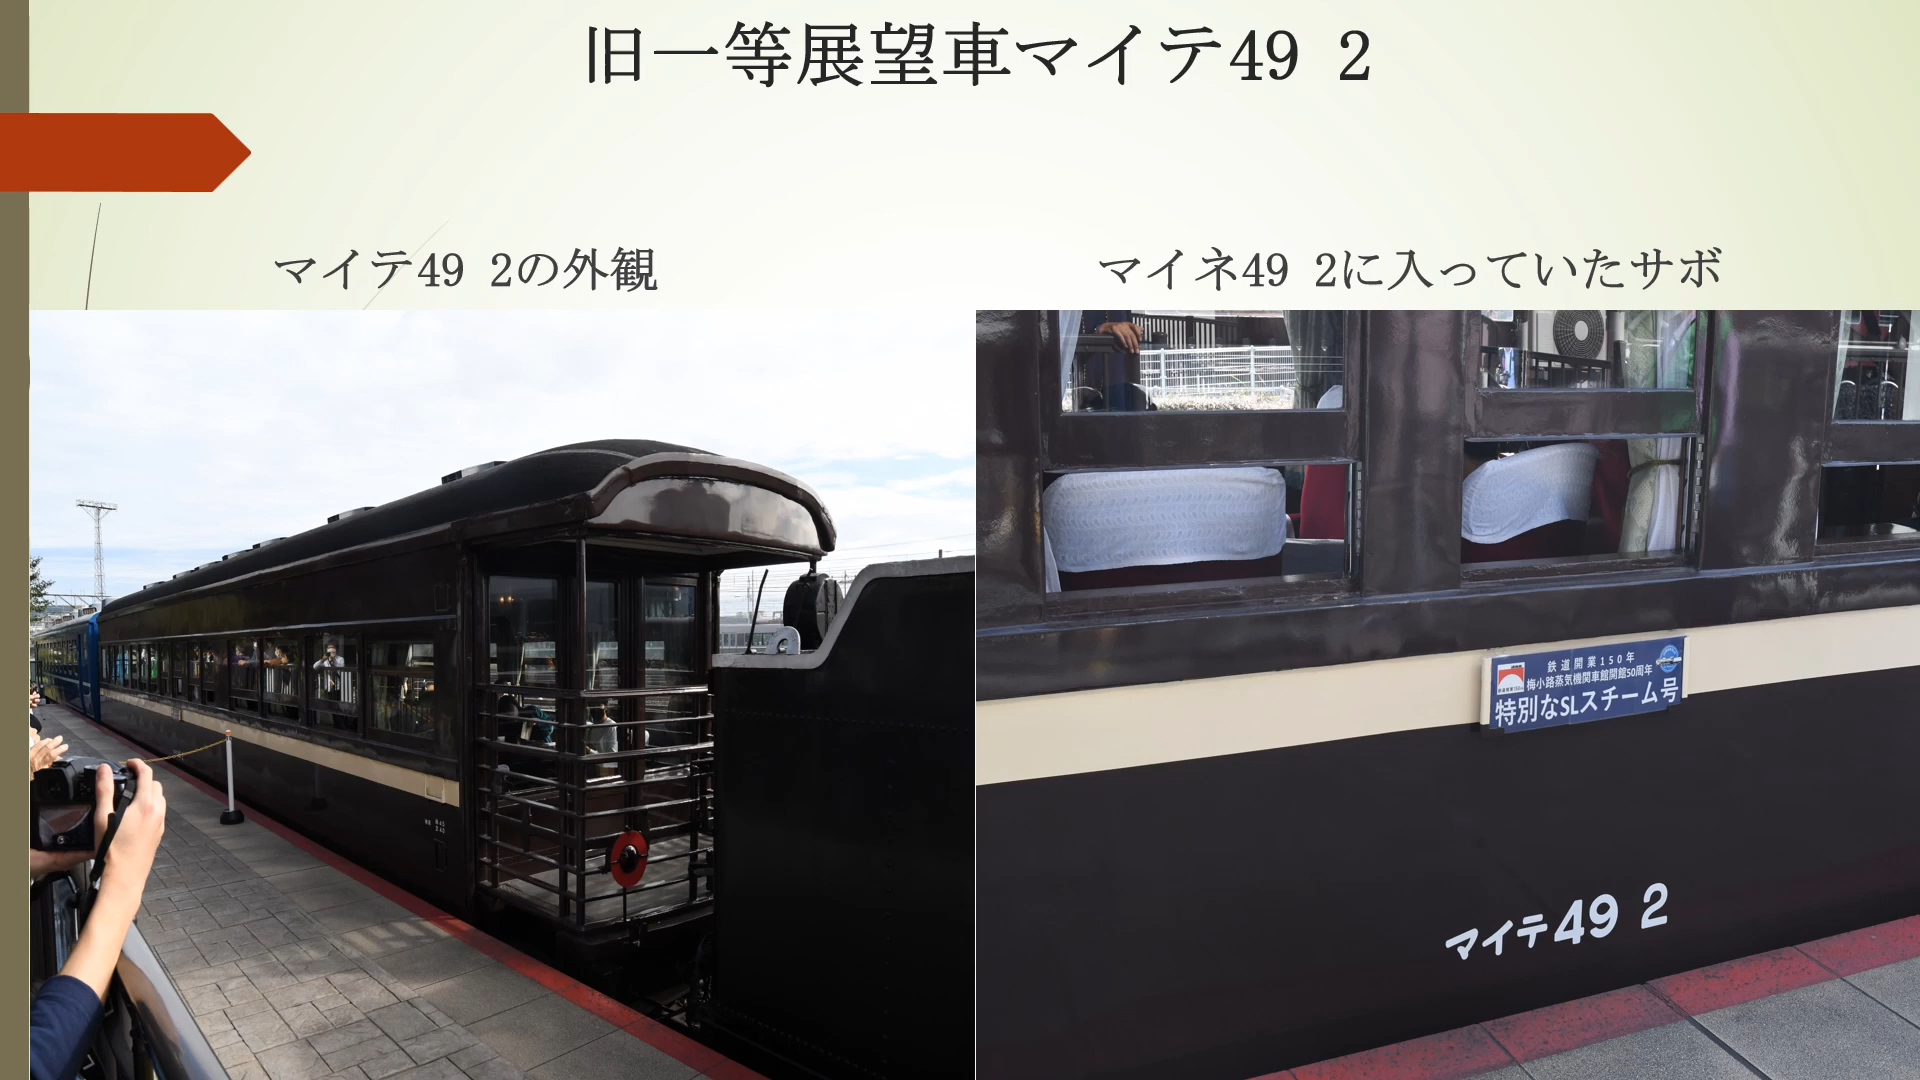 旧一等展望車マイテ49 2
マイテ49 2の外観
マイネ49 2に入っていたサボ
鉄道開業150年
梅小路蒸気機関車館開館50周年
特別なSLスチーム号
マイテ49 2